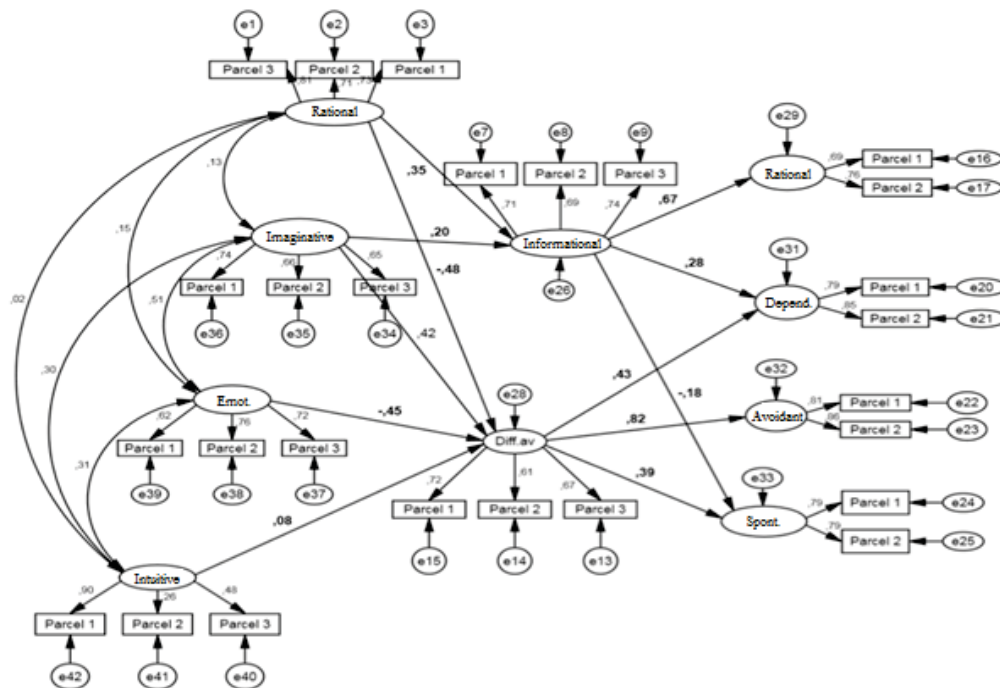 e1 e2 e3
Parcel 3 Parcel 2 Parcel 1
,81 ,71 ,73
Rational
e7 e8 e9
e29
,13
,35
Parcel 1 Parcel 2 Parcel 3
,69 Parcel 1 e16
Rational
,76 Parcel 2 e17
,71 ,69 ,74
,67
,15
Imaginative
,20
Informational
e31
-,48
,28
,74 ,66 ,65
Parcel 1 Parcel 2 Parcel 3
e26
,79 Parcel 1 e20
Depend.
,85 Parcel 2 e21
,02
,51
e36 e35 e34
,42
,30
,43
-,18
e32
Emot.
-,45
e28
,81 Parcel 1 e22
Avoidant
,86 Parcel 2 e23
,62 ,76 ,72
Diff.av
,82
Parcel 1 Parcel 2 Parcel 3
,31
,72 ,61 ,67
,39
e33
e39 e38 e37
Parcel 1 Parcel 2 Parcel 3
,79 Parcel 1 e24
,08
Spont.
,79 Parcel 2 e25
e15 e14 e13
Intuitive
,90 ,26 ,48
Parcel 1 Parcel 2 Parcel 3
e42 e41 e40